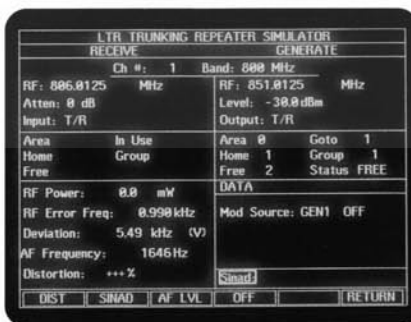 LTR TRUNKING REPEATER SIMULATOR
RECEIVE GENERATE
Ch #: 1 Band: 800 MHz
RF: 806.0125 MHz
Atten: 0 dB
Input: T/R
RF: 851.0125 MHz
Level: -30.0 dBm
Output: T/R
Area In Use
Home Group
Free
Area 0 Goto 1
Home 1 Group 1
Free 2 Status FREE
RF Power: 0.0 mW
RF Error Freq: 0.990 kHz
Deviation: 5.49 kHz (V)
AF Frequency: 1646 Hz
Distortion: +++ %
DATA
Mod Source: GEN1 OFF
Sinad:
DIST SINAD AF LVL OFF RETURN